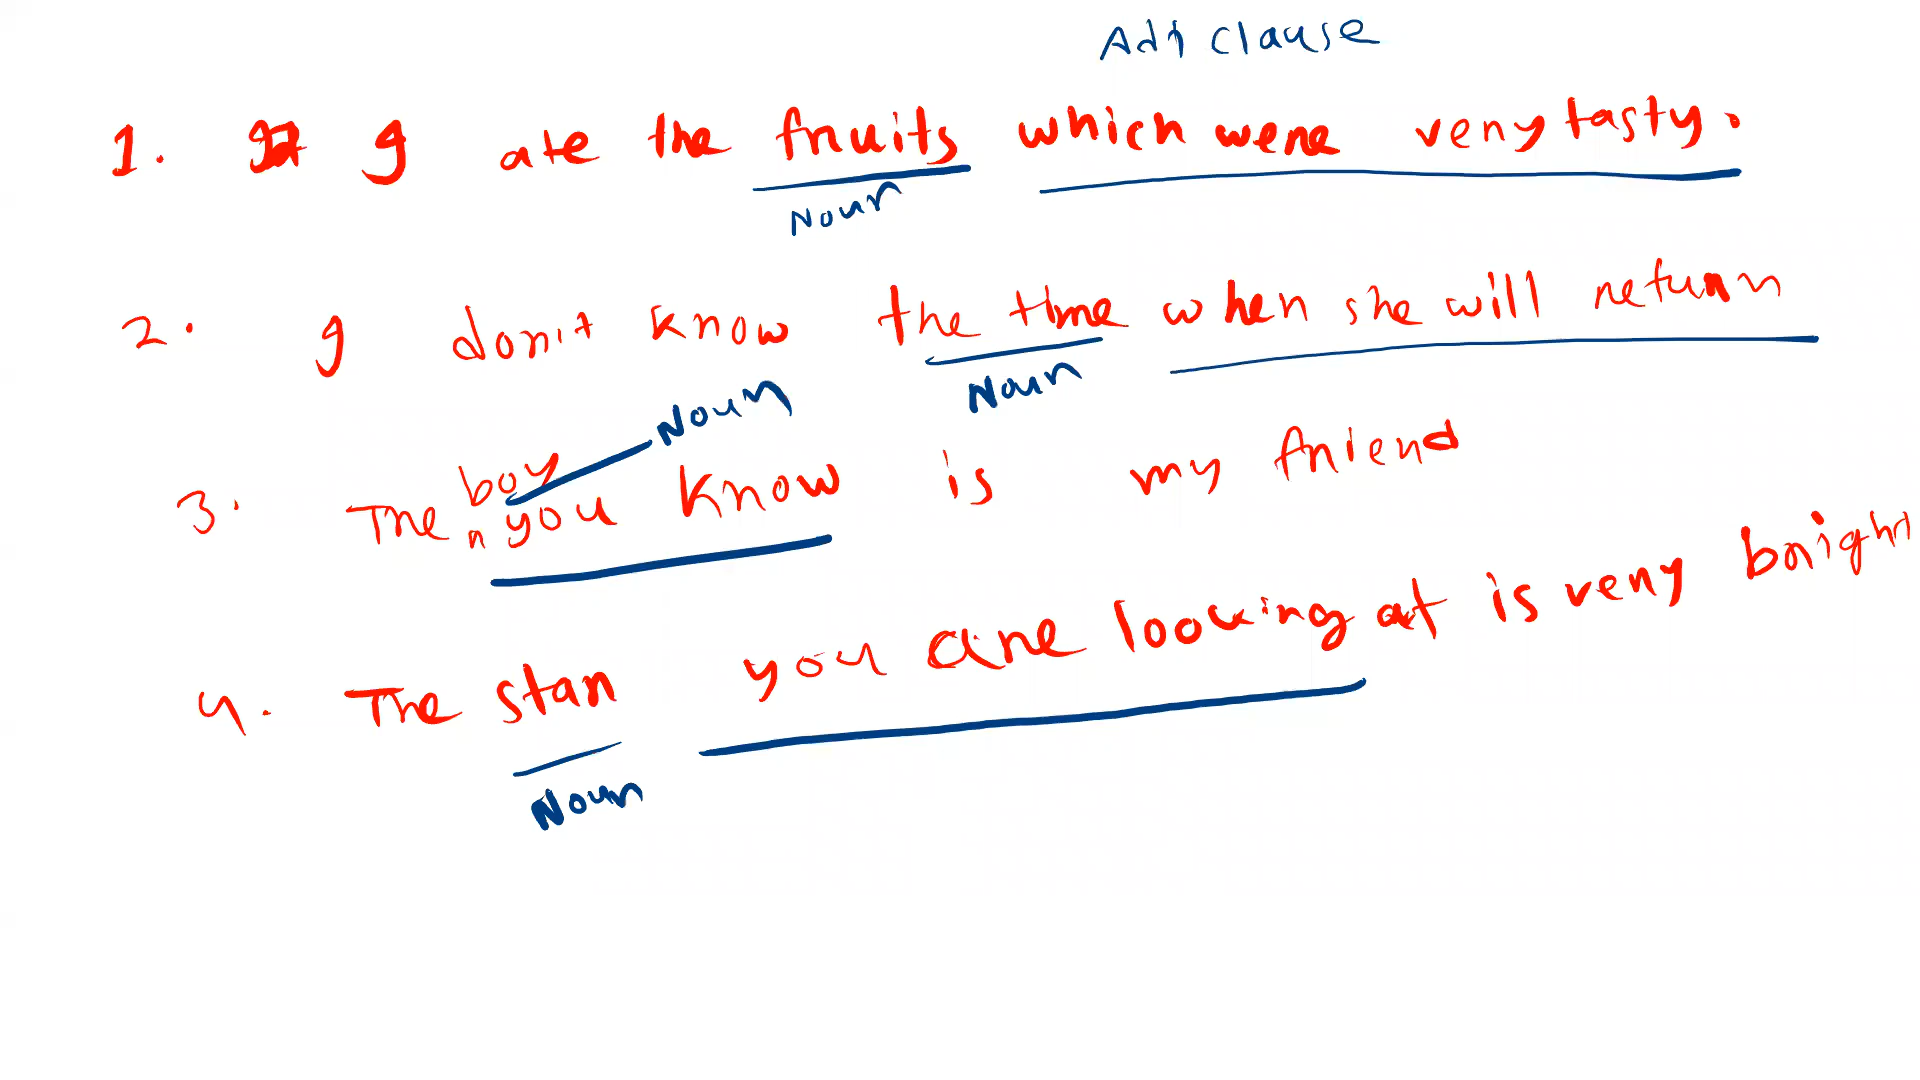 Adj clause
1. I ate the fruits which were very tasty.
Noun
2. I don't know the time when she will return
Noun
Noun
boy
3. The you know is my friend
4. The star you are looking at is very bright
Noun